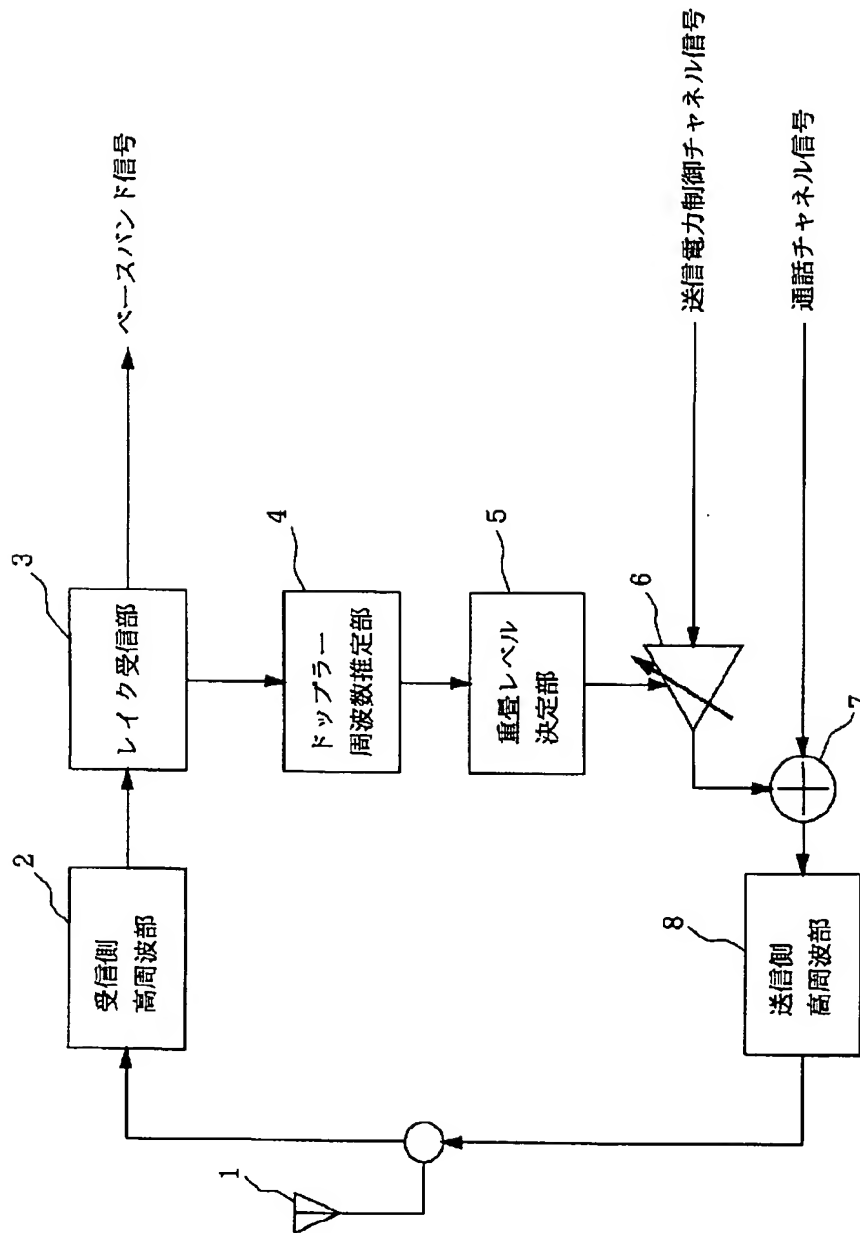 1
2
受信側
高周波部
3
レイク受信部
ベースバンド信号
4
ドップラー
周波数推定部
5
重畳レベル
決定部
6
送信電力制御チャネル信号
7
通話チャネル信号
8
送信側
高周波部